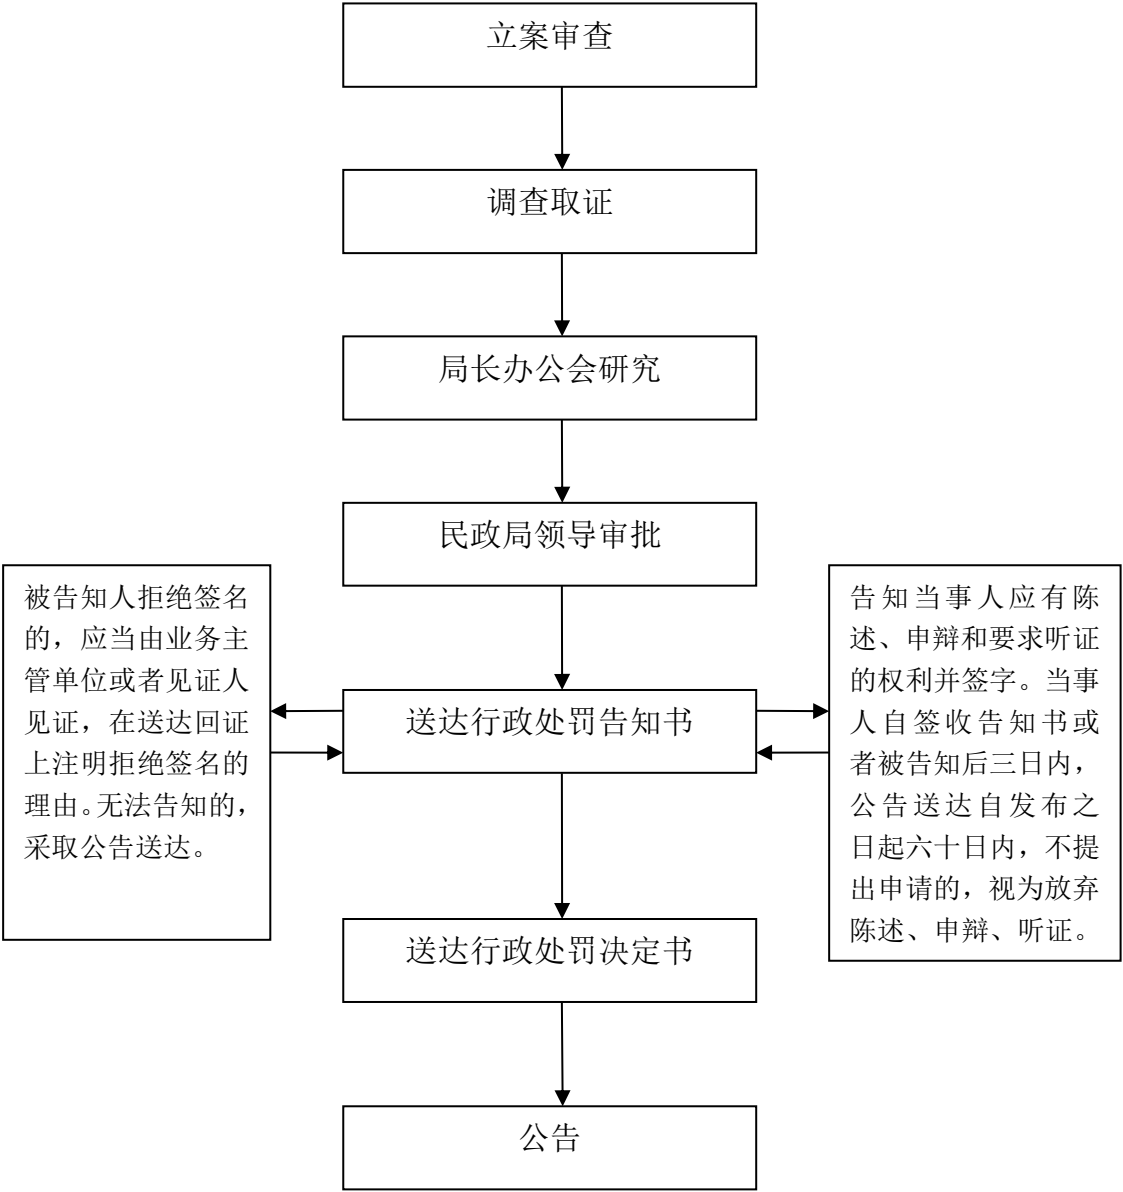 立案审查
调查取证
局长办公会研究
民政局领导审批
被告知人拒绝签名
的，应当由业务主
管单位或者见证人
见证，在送达回证
上注明拒绝签名的
理由。无法告知的，
采取公告送达。
送达行政处罚告知书
告知当事人应有陈
述、申辩和要求听证
的权利并签字。当事
人自签收告知书或
者被告知后三日内，
公告送达自发布之
日起六十日内，不提
出申请的，视为放弃
陈述、申辩、听证。
送达行政处罚决定书
公告